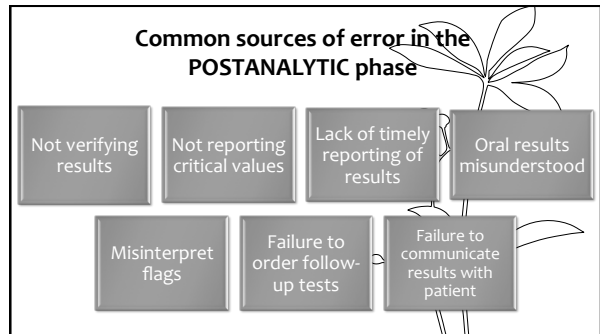 Common sources of error in the
POSTANALYTIC phase
Not verifying
results
Not reporting
critical values
Lack of timely
reporting of
results
Oral results
misunderstood
Misinterpret
flags
Failure to
order follow-
up tests
Failure to
communicate
results with
patient